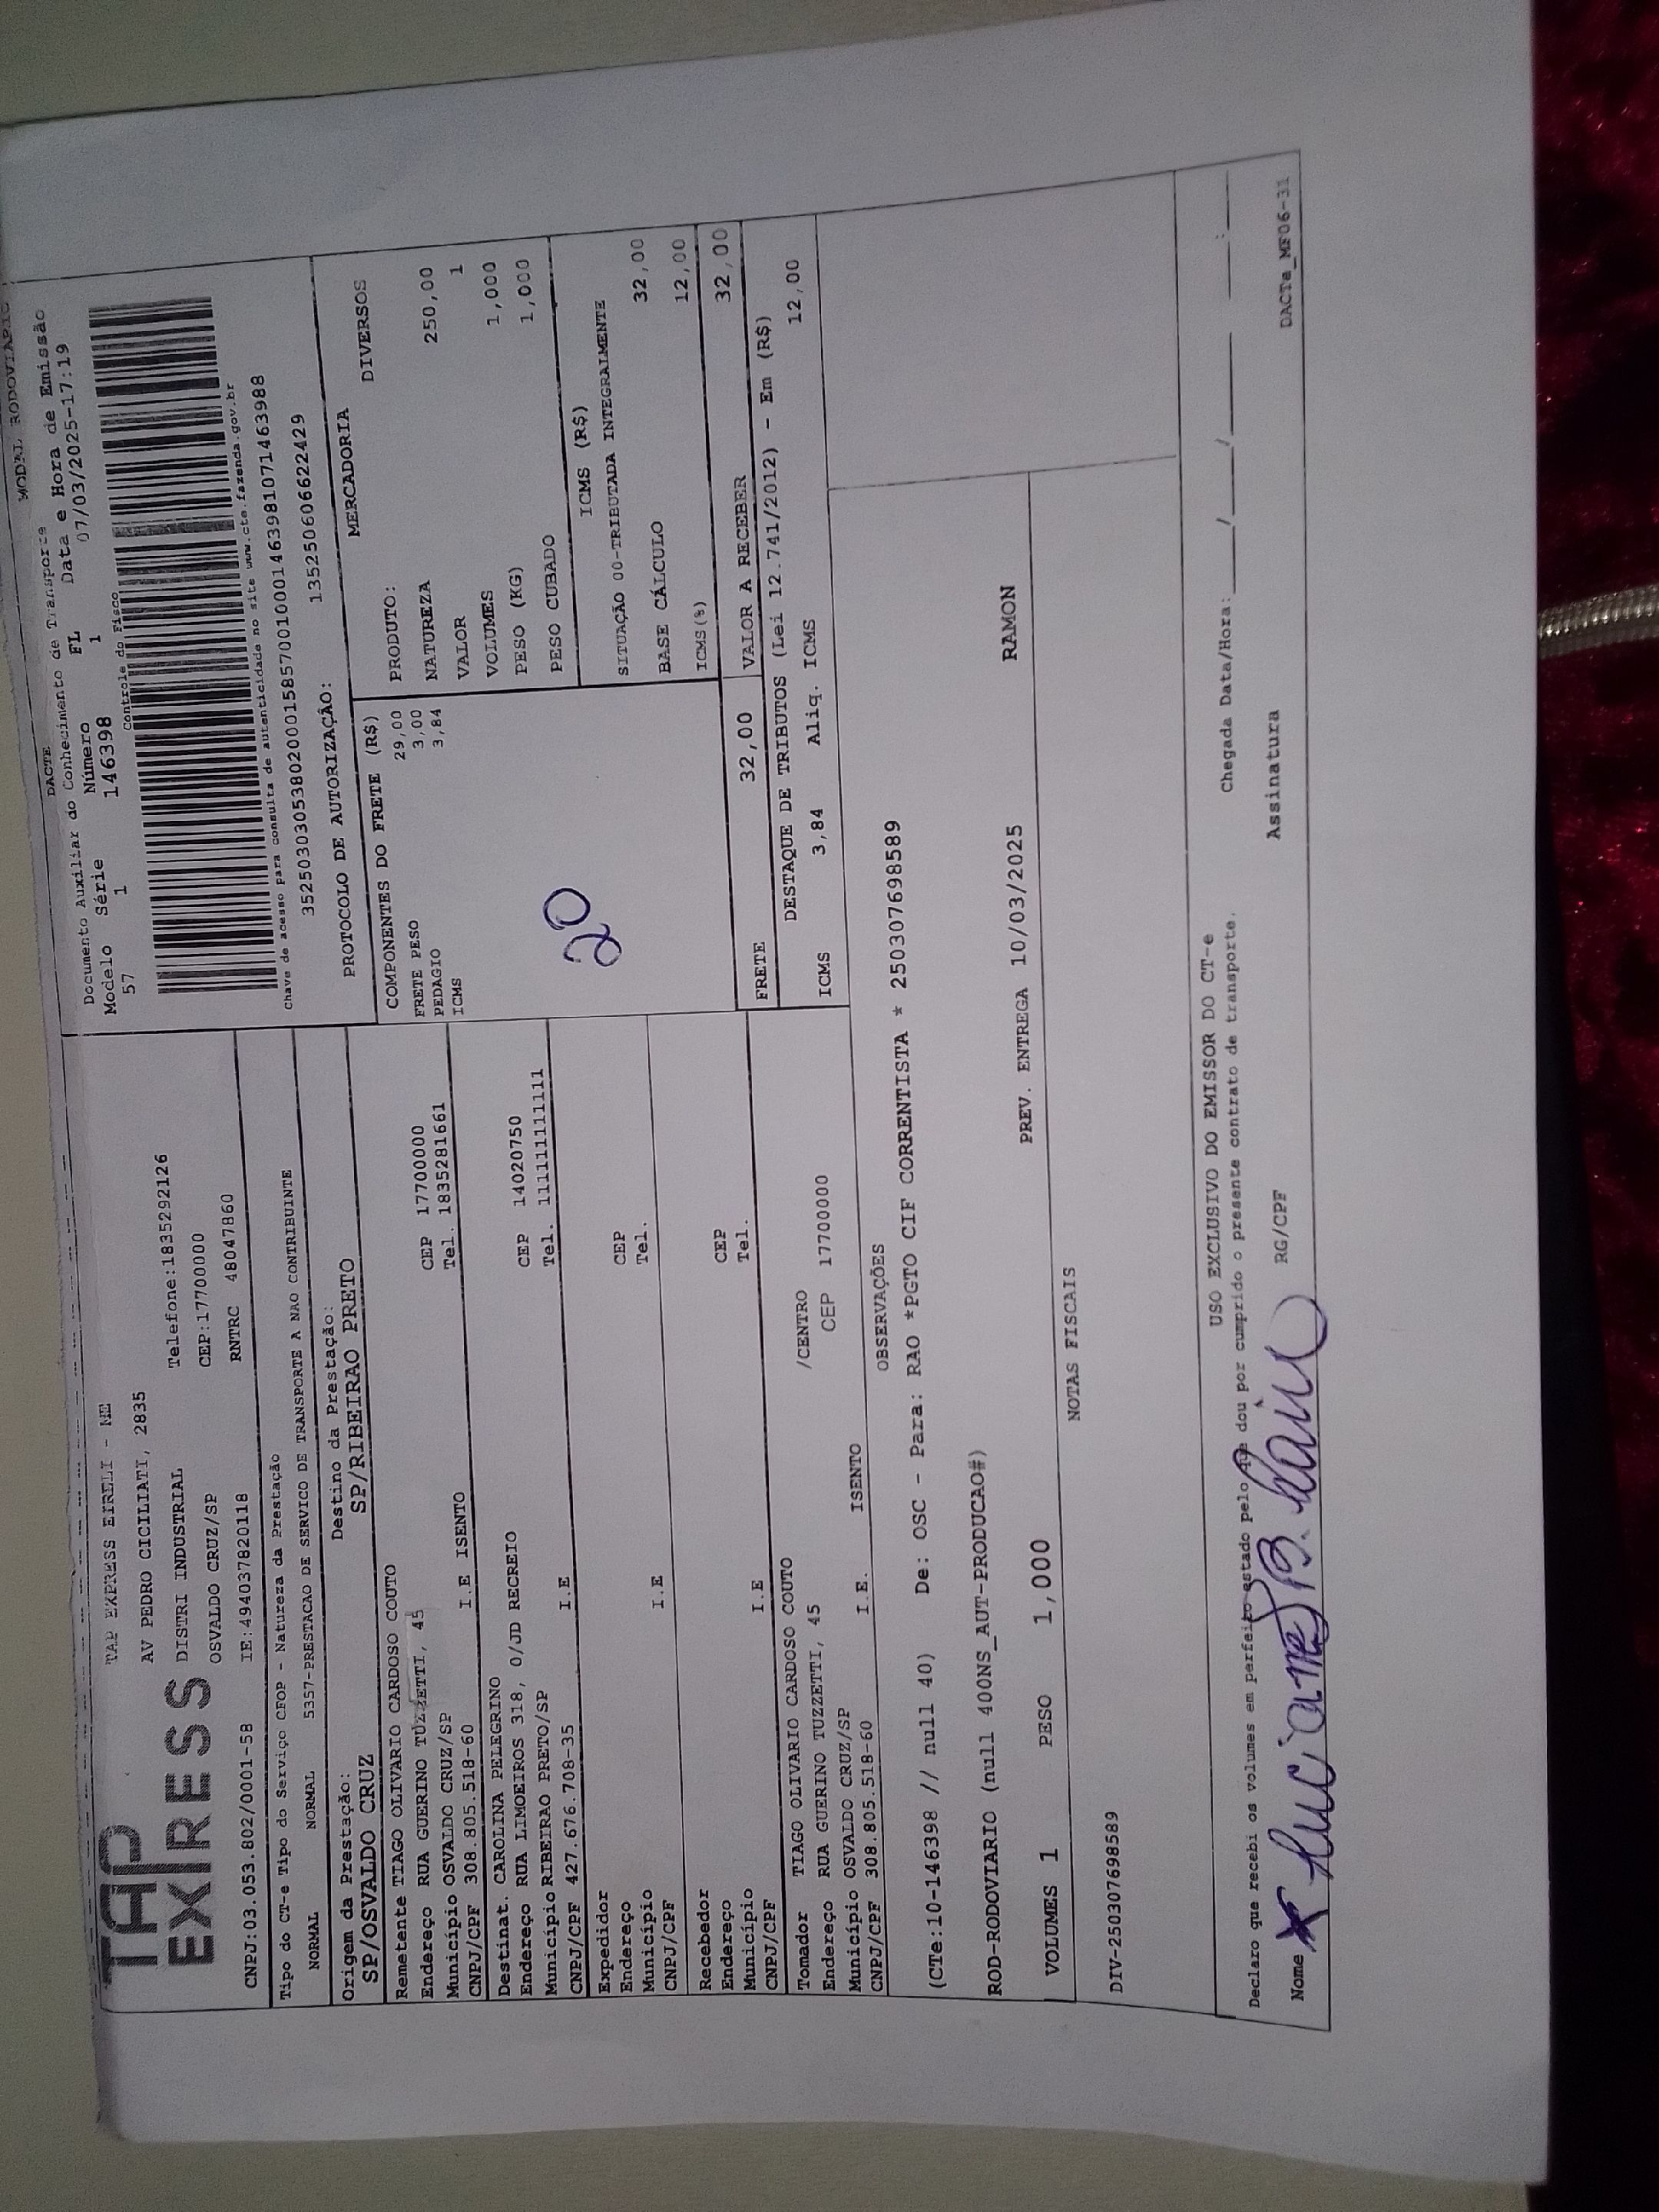 TAP EXPRESS
TAP EXPRESS EIRELI - ME
AV PEDRO CICILIATI, 2835
DISTRI INDUSTRIAL Telefone:1835292126
OSVALDO CRUZ/SP CEP:17700000
CNPJ:03.053.802/0001-58 IE:494037820118 RNTRC 48047860
MODAL RODOVIARIO
DACTE
Documento Auxiliar do Conhecimento de Transporte
Modelo Série Número FL Data e Hora de Emissão
57 1 146398 1 07/03/2025-17:19
Controle do Fisco
Chave de acesso para consulta de autenticidade no site www.cte.fazenda.gov.br
35250303053802000158570010001463981071463988
PROTOCOLO DE AUTORIZAÇÃO: 135250606622429
Tipo do CT-e Tipo do Serviço CFOP - Natureza da Prestação
NORMAL NORMAL 5357-PRESTACAO DE SERVICO DE TRANSPORTE A NAO CONTRIBUINTE
Origem da Prestação: Destino da Prestação:
SP/OSVALDO CRUZ SP/RIBEIRAO PRETO
Remetente TIAGO OLIVARIO CARDOSO COUTO
Endereço RUA GUERINO TUZZETTI, 45 CEP 17700000
Município OSVALDO CRUZ/SP Tel. 1835281661
CNPJ/CPF 308.805.518-60 I.E ISENTO
Destinat. CAROLINA PELEGRINO
Endereço RUA LIMOEIROS 318, 0/JD RECREIO CEP 14020750
Município RIBEIRAO PRETO/SP Tel. 111111111111
CNPJ/CPF 427.676.708-35 I.E
Expedidor
Endereço CEP
Município Tel.
CNPJ/CPF I.E
Recebedor
Endereço CEP
Município Tel.
CNPJ/CPF I.E
Tomador TIAGO OLIVARIO CARDOSO COUTO
Endereço RUA GUERINO TUZZETTI, 45 /CENTRO
Município OSVALDO CRUZ/SP CEP 17700000
CNPJ/CPF 308.805.518-60 I.E. ISENTO
COMPONENTES DO FRETE (R$)
FRETE PESO 29,00
PEDAGIO 3,00
ICMS 3,84
20
MERCADORIA
PRODUTO: DIVERSOS
NATUREZA
VALOR 250,00
VOLUMES 1
PESO (KG) 1,000
PESO CUBADO 1,000
ICMS (R$)
SITUAÇÃO 00-TRIBUTADA INTEGRALMENTE
BASE CÁLCULO 32,00
ICMS(%) 12,00
FRETE 32,00 VALOR A RECEBER 32,00
DESTAQUE DE TRIBUTOS (Lei 12.741/2012) - Em (R$)
ICMS 3,84 Aliq. ICMS 12,00
OBSERVAÇÕES
(CTe:10-146398 // null 40) De: OSC - Para: RAO *PGTO CIF CORRENTISTA * 250307698589
ROD-RODOVIARIO (null 400NS_AUT-PRODUCAO#)
VOLUMES 1 PESO 1,000 PREV. ENTREGA 10/03/2025 RAMON
NOTAS FISCAIS
DIV-250307698589
USO EXCLUSIVO DO EMISSOR DO CT-e
Declaro que recebi os volumes em perfeito estado pelo que dou por cumprido o presente contrato de transporte. Chegada Data/Hora:____/____/____ ___:___
Nome X Luciane B. RG/CPF Assinatura
DACTe_MF06-31